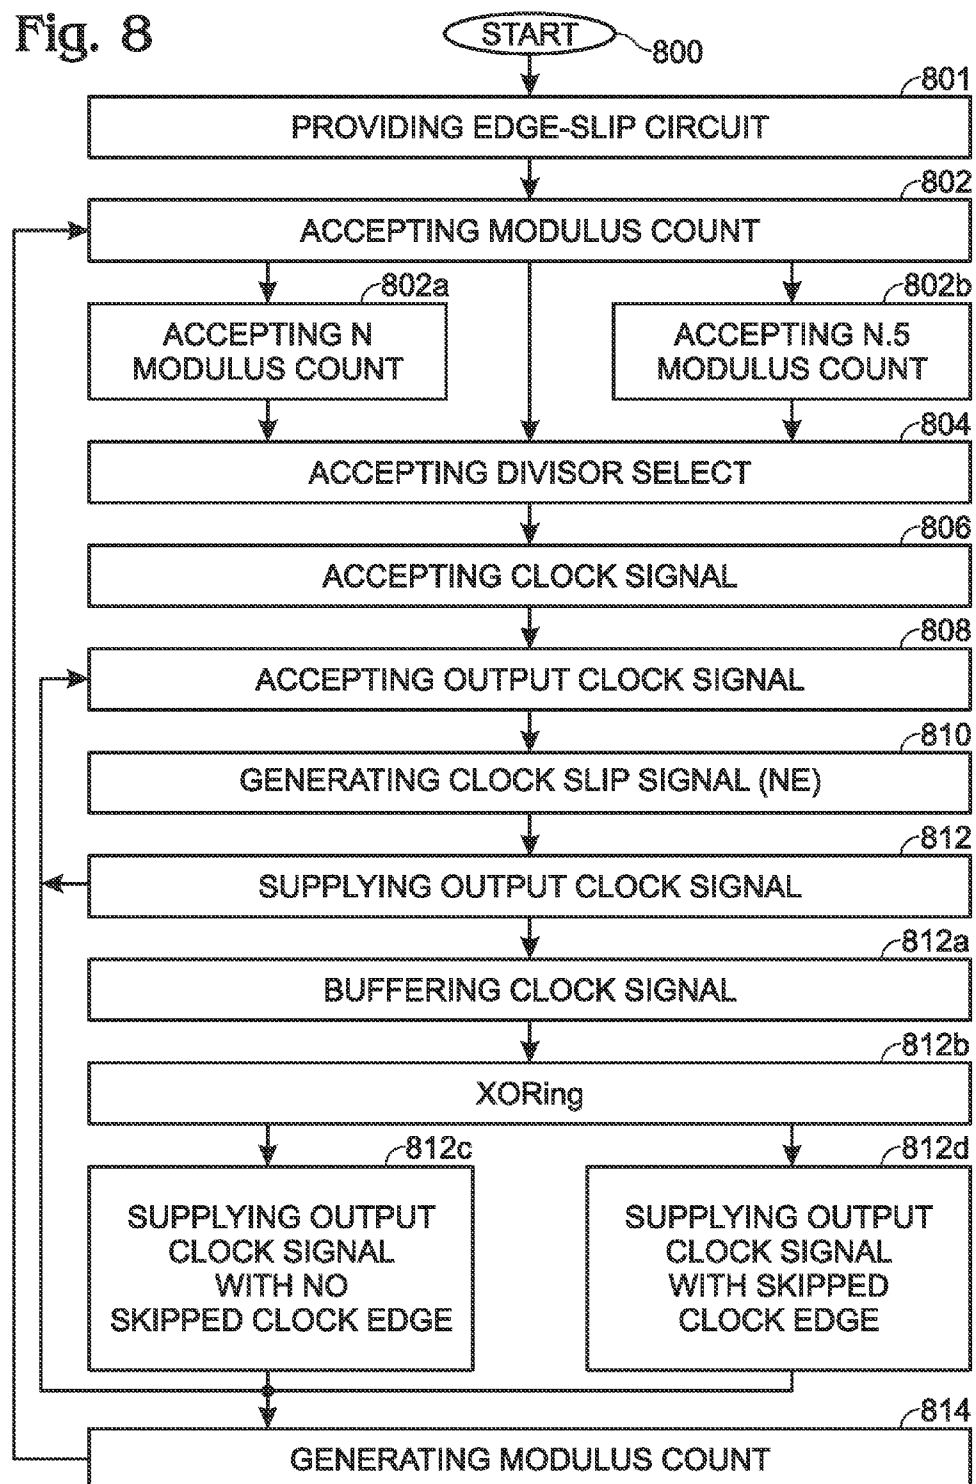 Fig. 8
START
800
801
PROVIDING EDGE-SLIP CIRCUIT
802
ACCEPTING MODULUS COUNT
802a
ACCEPTING N
MODULUS COUNT
802b
ACCEPTING N.5
MODULUS COUNT
804
ACCEPTING DIVISOR SELECT
806
ACCEPTING CLOCK SIGNAL
808
ACCEPTING OUTPUT CLOCK SIGNAL
810
GENERATING CLOCK SLIP SIGNAL (NE)
812
SUPPLYING OUTPUT CLOCK SIGNAL
812a
BUFFERING CLOCK SIGNAL
812b
XORing
812c
SUPPLYING OUTPUT
CLOCK SIGNAL
WITH NO
SKIPPED CLOCK EDGE
812d
SUPPLYING OUTPUT
CLOCK SIGNAL
WITH SKIPPED
CLOCK EDGE
814
GENERATING MODULUS COUNT